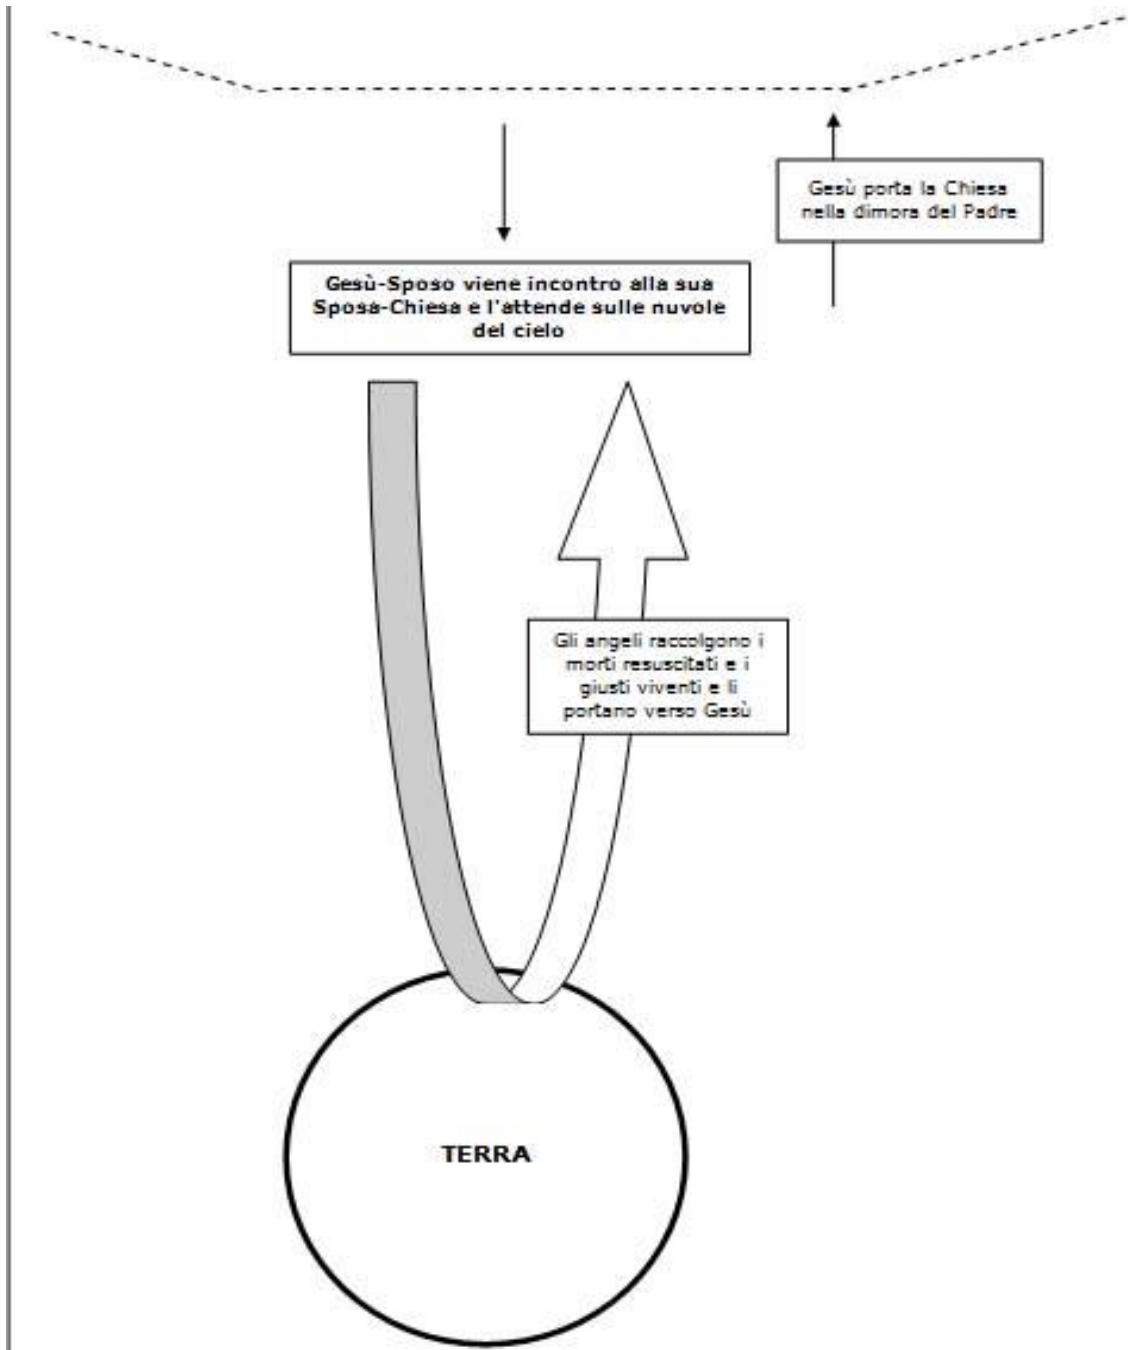 Gesù porta la Chiesa
nella dimora del Padre
Gesù-Sposo viene incontro alla sua
Sposa-Chiesa e l'attende sulle nuvole
del cielo
Gli angeli raccolgono i
morti resuscitati e i
giusti viventi e li
portano verso Gesù
TERRA